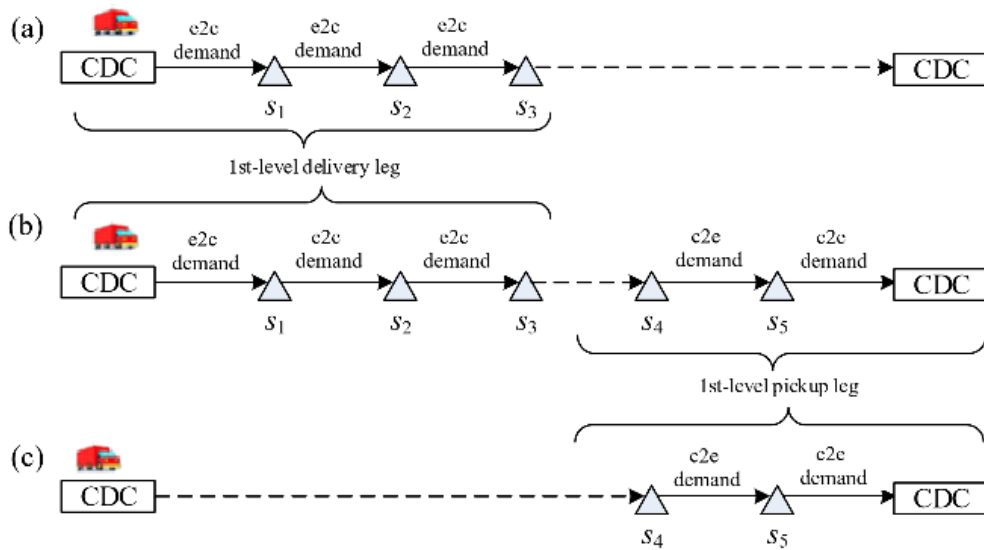 (a)
e2c
demand
e2c
demand
e2c
demand
CDC
s1
s2
s3
CDC
1st-level delivery leg
(b)
e2c
demand
e2c
demand
e2c
demand
c2e
demand
c2e
demand
CDC
s1
s2
s3
s4
s5
CDC
1st-level pickup leg
(c)
c2e
demand
c2e
demand
CDC
s4
s5
CDC